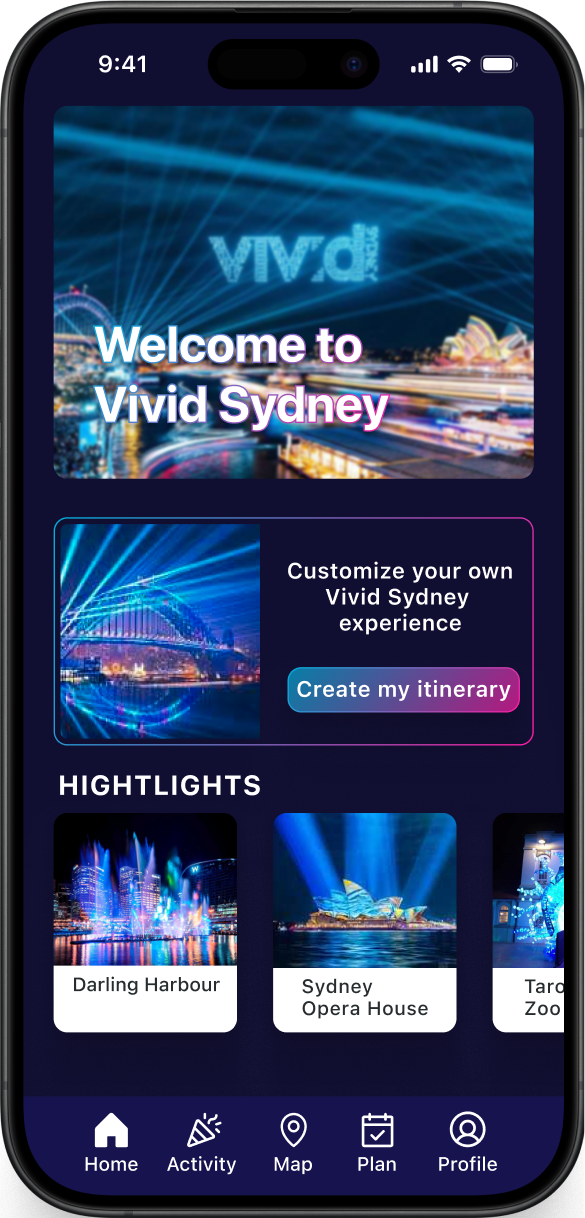 9:41
VIVID
SYDNEY
Welcome to
Vivid Sydney
Customize your own
Vivid Sydney
experience
Create my itinerary
HIGHTLIGHTS
W
Darling Harbour
Sydney
Opera House
Taro
Zoo
Home
Activity
Map
Plan
Profile